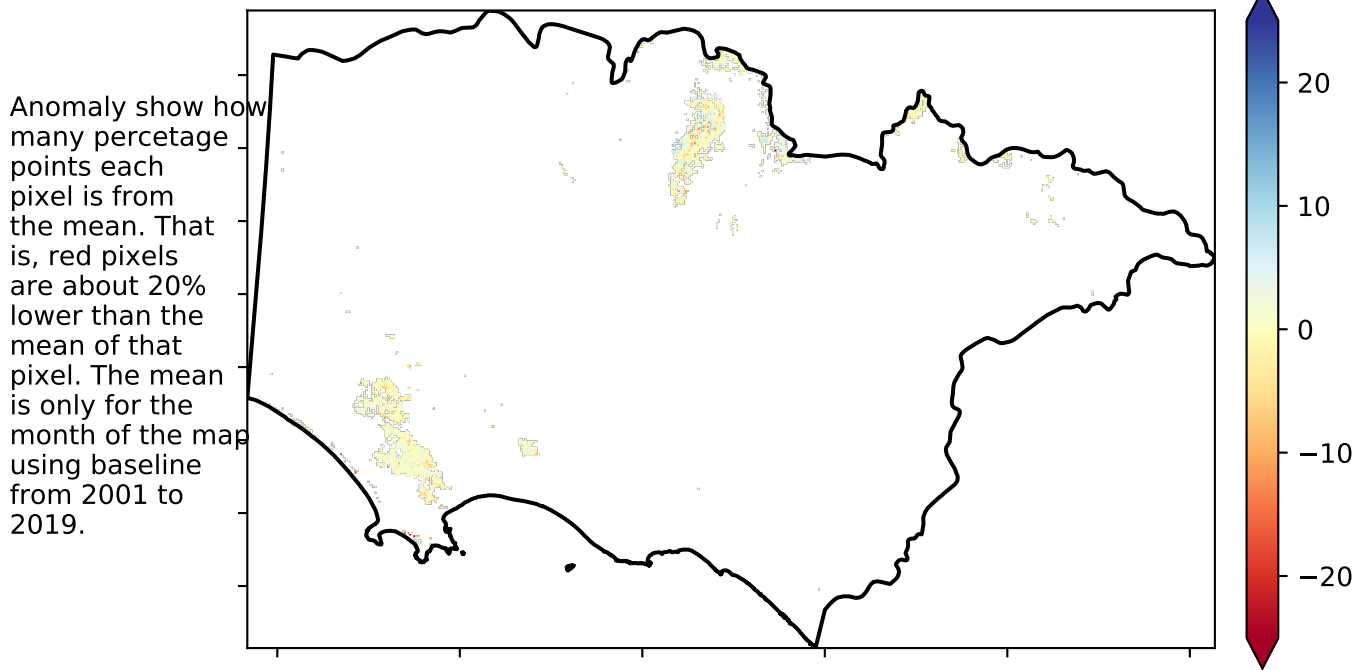 Anomaly show how
many percetage
points each
pixel is from
the mean. That
is, red pixels
are about 20%
lower than the
mean of that
pixel. The mean
is only for the
month of the map
using baseline
from 2001 to
2019.
20
10
0
−10
−20